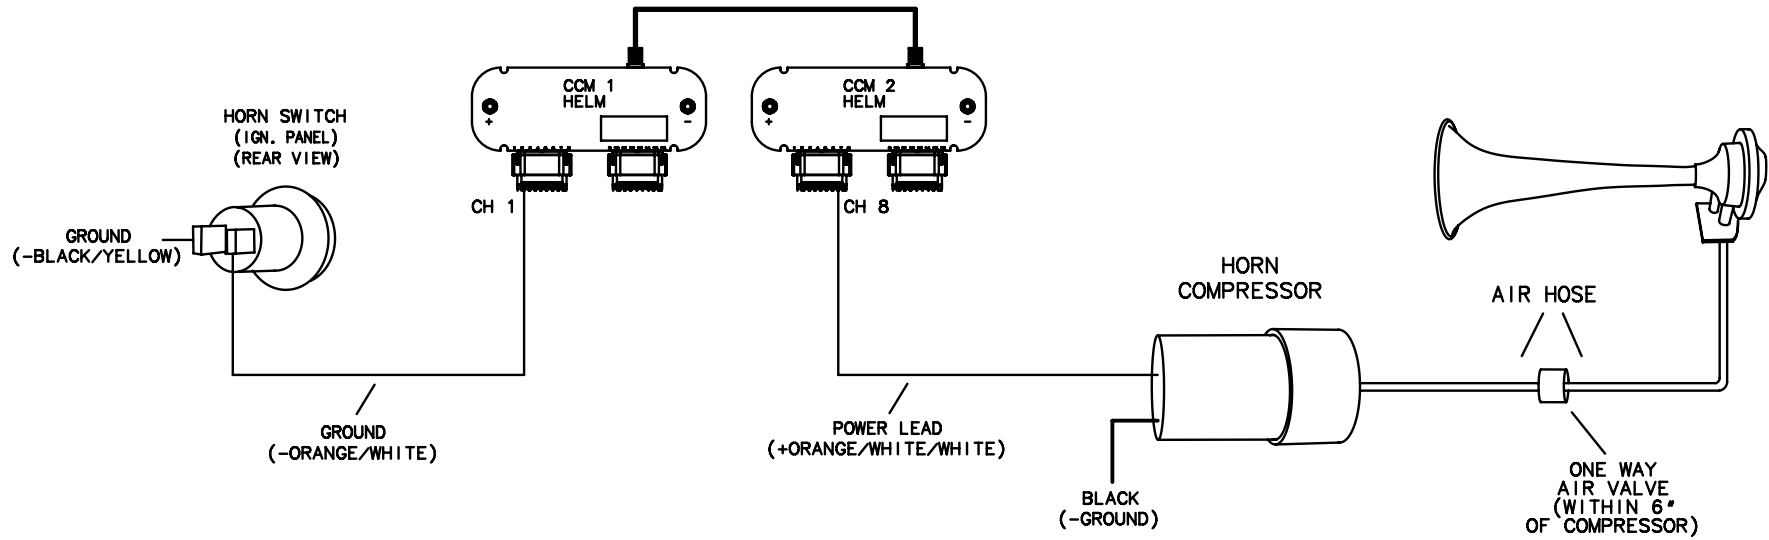 CCM 1
HELM
+
-
CCM 2
HELM
+
-
HORN SWITCH
(IGN. PANEL)
(REAR VIEW)
CH 1
CH 8
GROUND
(-BLACK/YELLOW)
HORN
COMPRESSOR
AIR HOSE
GROUND
(-ORANGE/WHITE)
POWER LEAD
(+ORANGE/WHITE/WHITE)
BLACK
(-GROUND)
ONE WAY
AIR VALVE
(WITHIN 6"
OF COMPRESSOR)